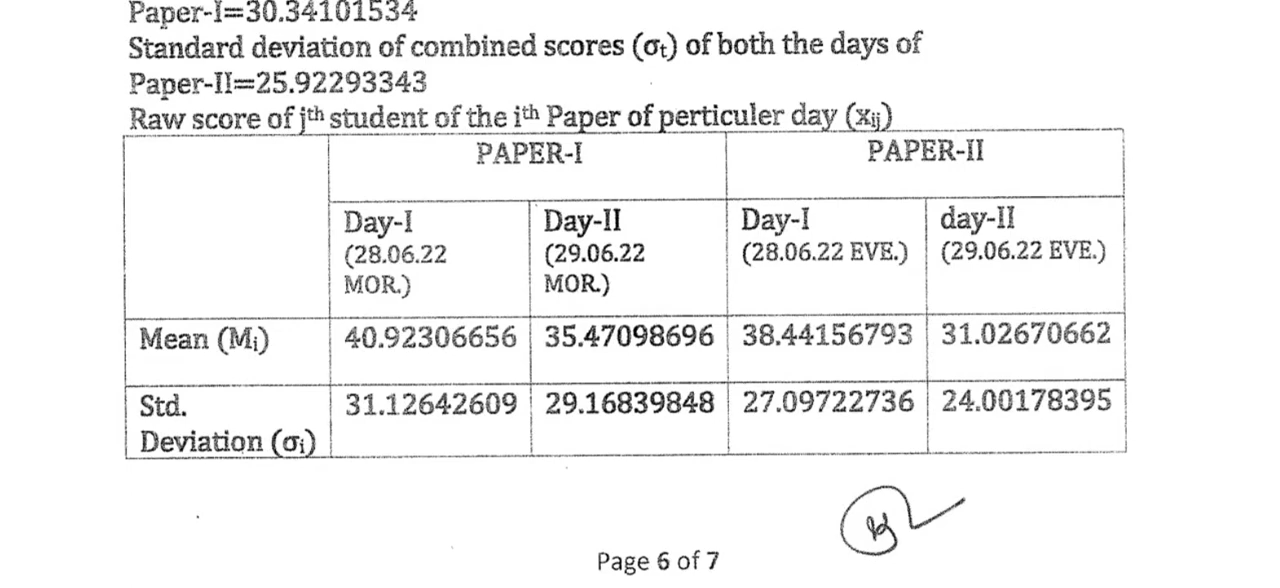 Paper-I=30.34101534
Standard deviation of combined scores (σt) of both the days of
Paper-II=25.92293343
Raw score of jth student of the ith Paper of perticuler day (xij)
PAPER-I PAPER-II
Day-I Day-II Day-I day-II
(28.06.22 (29.06.22 (28.06.22 EVE.) (29.06.22 EVE.)
MOR.) MOR.)
Mean (Mi) 40.92306656 35.47098696 38.44156793 31.02670662
Std. 31.12642609 29.16839848 27.09722736 24.00178395
Deviation (σi)
Page 6 of 7